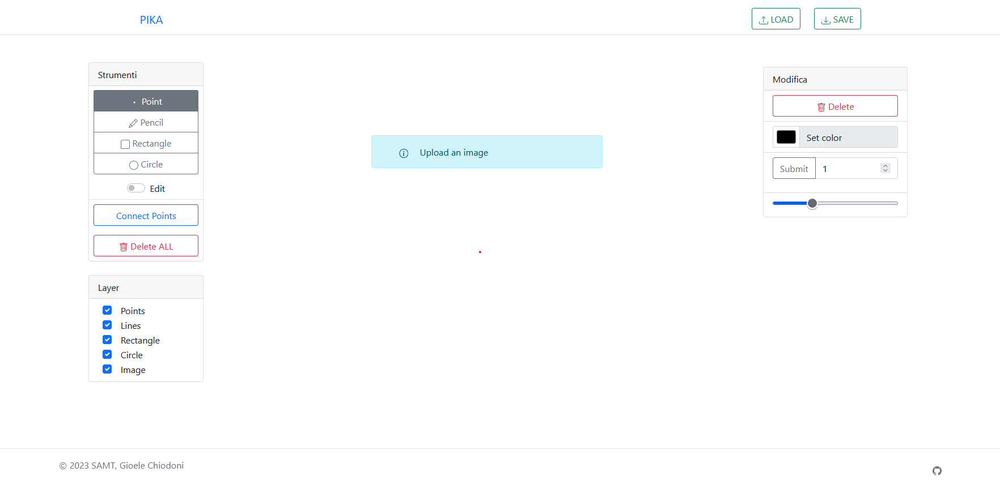 PIKA
LOAD
SAVE
Strumenti
Point
Pencil
Rectangle
Circle
Edit
Connect Points
Delete ALL
Layer
Points
Lines
Rectangle
Circle
Image
Upload an image
Modifica
Delete
Set color
Submit 1
© 2023 SAMT, Gioele Chiodoni